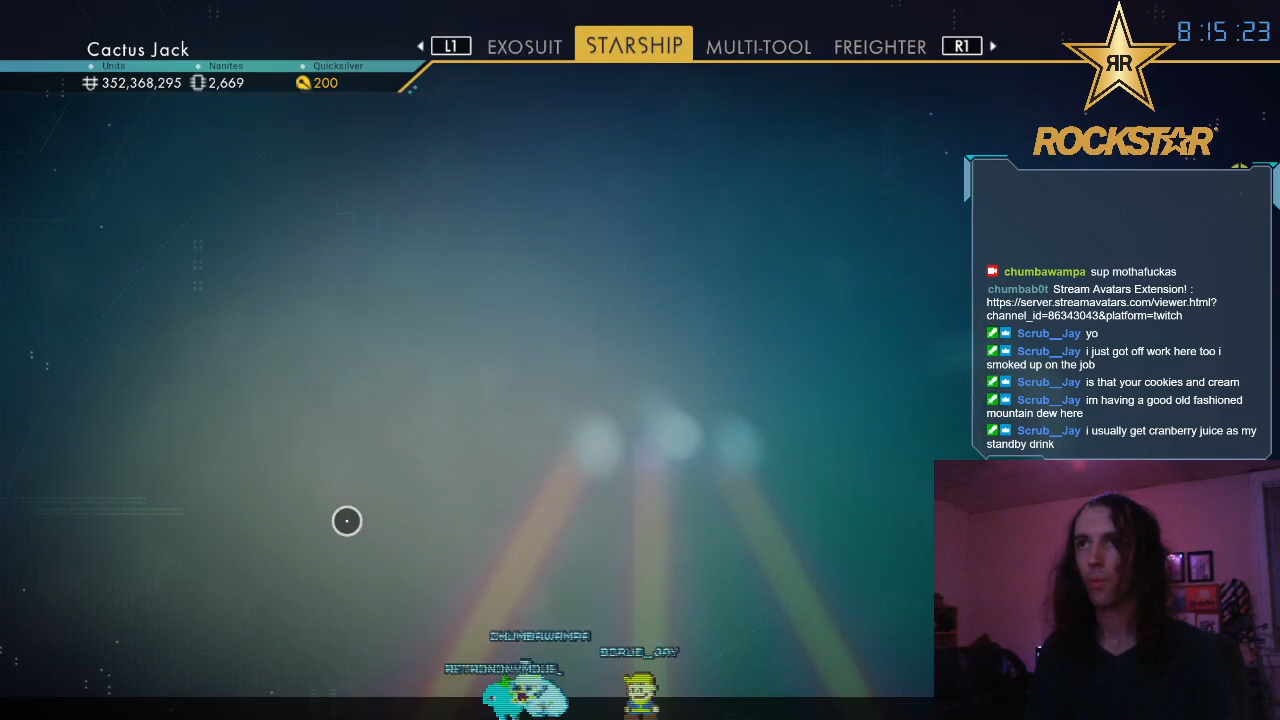 Cactus Jack
L1 EXOSUIT STARSHIP MULTI-TOOL FREIGHTER R1
Units Nanites Quicksilver
352,368,295 2,669 200
8:15:23
R R
ROCKSTAR
chumbawampa sup mothafuckas
chumbab0t Stream Avatars Extension! :
https://server.streamavatars.com/viewer.html?
channel_id=86343043&platform=twitch
Scrub__Jay yo
Scrub__Jay i just got off work here too i
smoked up on the job
Scrub__Jay is that your cookies and cream
Scrub__Jay im having a good old fashioned
mountain dew here
Scrub__Jay i usually get cranberry juice as my
standby drink
CHUMBAWAMPA
SCRUB__JAY